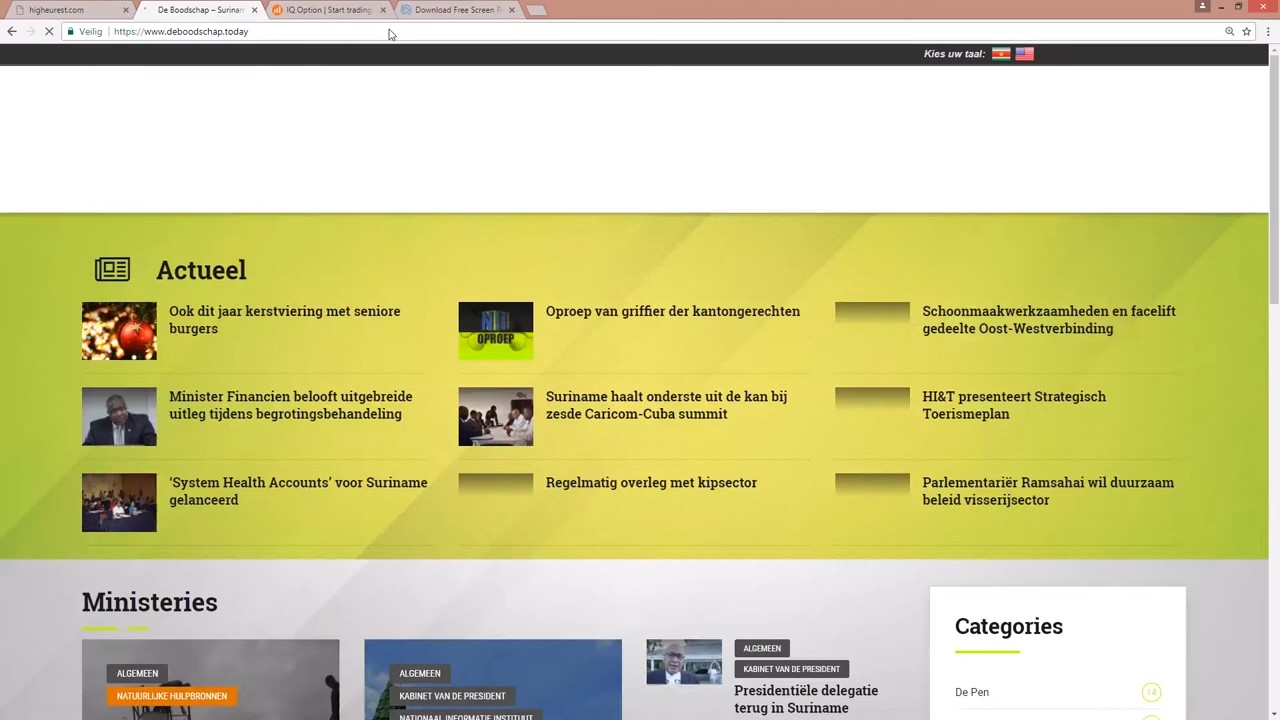 higheurest.com
De Boodschap – Surinam
IQ Option | Start trading
Download Free Screen R
Veilig
https://www.deboodschap.today
Kies uw taal:
Actueel
Ook dit jaar kerstviering met seniore
burgers
Oproep van griffier der kantongerechten
Schoonmaakwerkzaamheden en facelift
gedeelte Oost-Westverbinding
OPROEP
Minister Financien belooft uitgebreide
uitleg tijdens begrotingsbehandeling
Suriname haalt onderste uit de kan bij
zesde Caricom-Cuba summit
HI&T presenteert Strategisch
Toerismeplan
‘System Health Accounts’ voor Suriname
gelanceerd
Regelmatig overleg met kipsector
Parlementariër Ramsahai wil duurzaam
beleid visserijsector
Ministeries
Categories
ALGEMEEN
NATUURLIJKE HULPBRONNEN
ALGEMEEN
KABINET VAN DE PRESIDENT
NATIONAAL INFORMATIE INSTITUUT
ALGEMEEN
KABINET VAN DE PRESIDENT
Presidentiële delegatie
terug in Suriname
De Pen
14